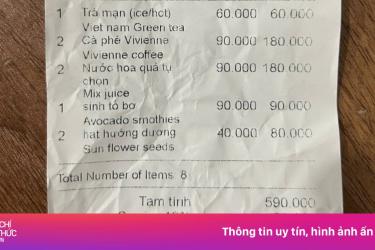 1 Trà mạn (ice/hot) 60.000 60.000
Viet nam Green tea
2 Cà phê Vivienne 90.000 180.000
Vivienne coffee
2 Nước hoa quả tự 90.000 180.000
chọn
Mix juice
1 sinh tố bơ 90.000 90.000
Avocado smothies
2 hạt hướng dương 40.000 80.000
Sun flower seeds
Total Number of Items 8
Tạm tính 590.000
CHÍ
THỨC
Thông tin uy tín, hình ảnh ấn